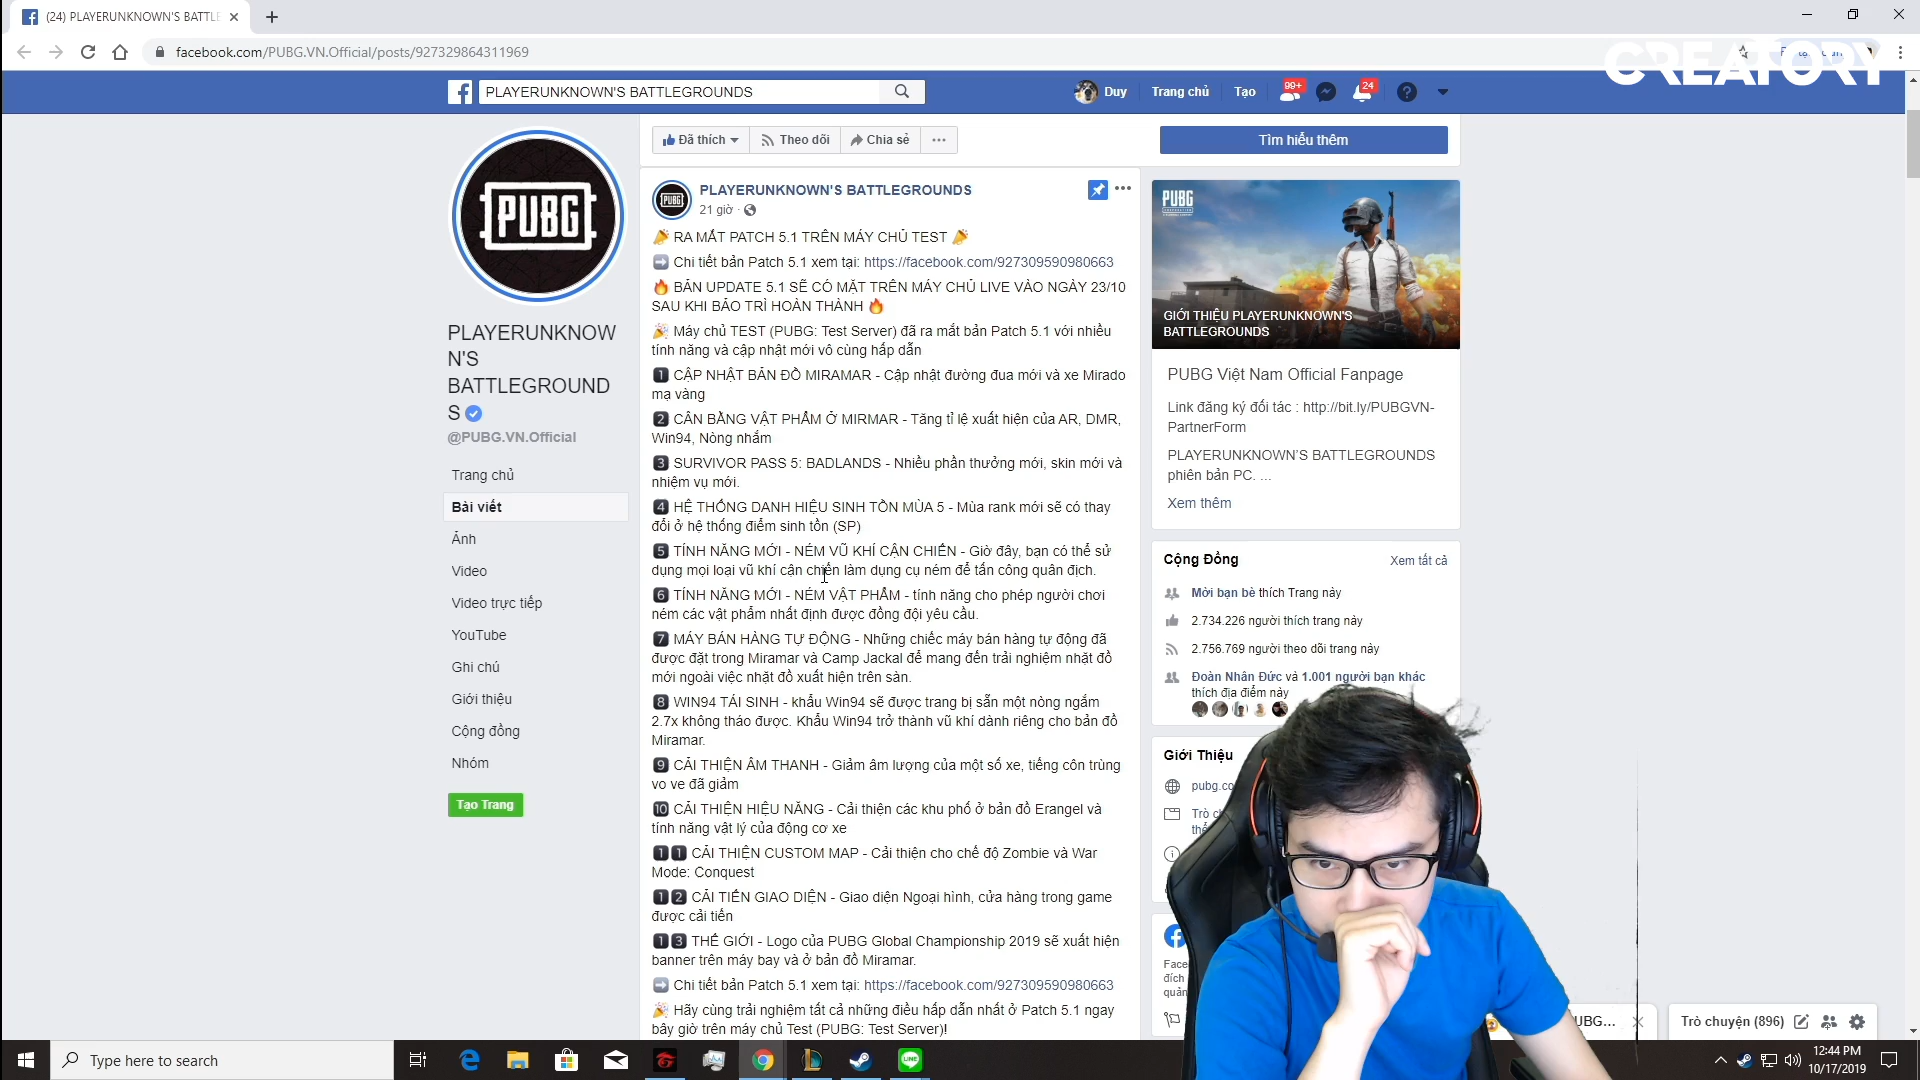 (24) PLAYERUNKNOWN'S BATTLE
facebook.com/PUBG.VN.Official/posts/927329864311969
CREATORY
PLAYERUNKNOWN'S BATTLEGROUNDS
Duy
Trang chủ
Tạo
99+
24
PUBG
PLAYERUNKNOW
N'S
BATTLEGROUND
S
@PUBG.VN.Official
Trang chủ
Bài viết
Ảnh
Video
Video trực tiếp
YouTube
Ghi chú
Giới thiệu
Cộng đồng
Nhóm
Tạo Trang
Đã thích
Theo dõi
Chia sẻ
Tìm hiểu thêm
PUBG
PLAYERUNKNOWN'S BATTLEGROUNDS
21 giờ ·
RA MẮT PATCH 5.1 TRÊN MÁY CHỦ TEST
Chi tiết bản Patch 5.1 xem tại: https://facebook.com/927309590980663
BẢN UPDATE 5.1 SẼ CÓ MẶT TRÊN MÁY CHỦ LIVE VÀO NGÀY 23/10
SAU KHI BẢO TRÌ HOÀN THÀNH
Máy chủ TEST (PUBG: Test Server) đã ra mắt bản Patch 5.1 với nhiều
tính năng và cập nhật mới vô cùng hấp dẫn
1 CẬP NHẬT BẢN ĐỒ MIRAMAR - Cập nhật đường đua mới và xe Mirado
mạ vàng
2 CÂN BẰNG VẬT PHẨM Ở MIRMAR - Tăng tỉ lệ xuất hiện của AR, DMR,
Win94, Nòng nhắm
3 SURVIVOR PASS 5: BADLANDS - Nhiều phần thưởng mới, skin mới và
nhiệm vụ mới.
4 HỆ THỐNG DANH HIỆU SINH TỒN MÙA 5 - Mùa rank mới sẽ có thay
đổi ở hệ thống điểm sinh tồn (SP)
5 TÍNH NĂNG MỚI - NÉM VŨ KHÍ CẬN CHIẾN - Giờ đây, bạn có thể sử
dụng mọi loại vũ khí cận chiến làm dụng cụ ném để tấn công quân địch.
6 TÍNH NĂNG MỚI - NÉM VẬT PHẨM - tính năng cho phép người chơi
ném các vật phẩm nhất định được đồng đội yêu cầu.
7 MÁY BÁN HÀNG TỰ ĐỘNG - Những chiếc máy bán hàng tự động đã
được đặt trong Miramar và Camp Jackal để mang đến trải nghiệm nhặt đồ
mới ngoài việc nhặt đồ xuất hiện trên sàn.
8 WIN94 TÁI SINH - khẩu Win94 sẽ được trang bị sẵn một nòng ngắm
2.7x không tháo được. Khẩu Win94 trở thành vũ khí dành riêng cho bản đồ
Miramar.
9 CẢI THIỆN ÂM THANH - Giảm âm lượng của một số xe, tiếng côn trùng
vo ve đã giảm
10 CẢI THIỆN HIỆU NĂNG - Cải thiện các khu phố ở bản đồ Erangel và
tính năng vật lý của động cơ xe
11 CẢI THIỆN CUSTOM MAP - Cải thiện cho chế độ Zombie và War
Mode: Conquest
12 CẢI TIẾN GIAO DIỆN - Giao diện Ngoại hình, cửa hàng trong game
được cải tiến
13 THẾ GIỚI - Logo của PUBG Global Championship 2019 sẽ xuất hiện
banner trên máy bay và ở bản đồ Miramar.
Chi tiết bản Patch 5.1 xem tại: https://facebook.com/927309590980663
Hãy cùng trải nghiệm tất cả những điều hấp dẫn nhất ở Patch 5.1 ngay
bây giờ trên máy chủ Test (PUBG: Test Server)!
PUBG
GIỚI THIỆU PLAYERUNKNOWN'S
BATTLEGROUNDS
PUBG Việt Nam Official Fanpage
Link đăng ký đối tác : http://bit.ly/PUBGVN-
PartnerForm
PLAYERUNKNOWN'S BATTLEGROUNDS
phiên bản PC. ...
Xem thêm
Cộng Đồng
Xem tất cả
Mời bạn bè thích Trang này
2.734.226 người thích trang này
2.756.769 người theo dõi trang này
Đoàn Nhân Đức và 1.001 người bạn khác
thích địa điểm này
Giới Thiệu
pubg.co
Trò ch
thể
Face
đích
quản
UBG...
Trò chuyện (896)
Type here to search
LINE
12:44 PM
10/17/2019